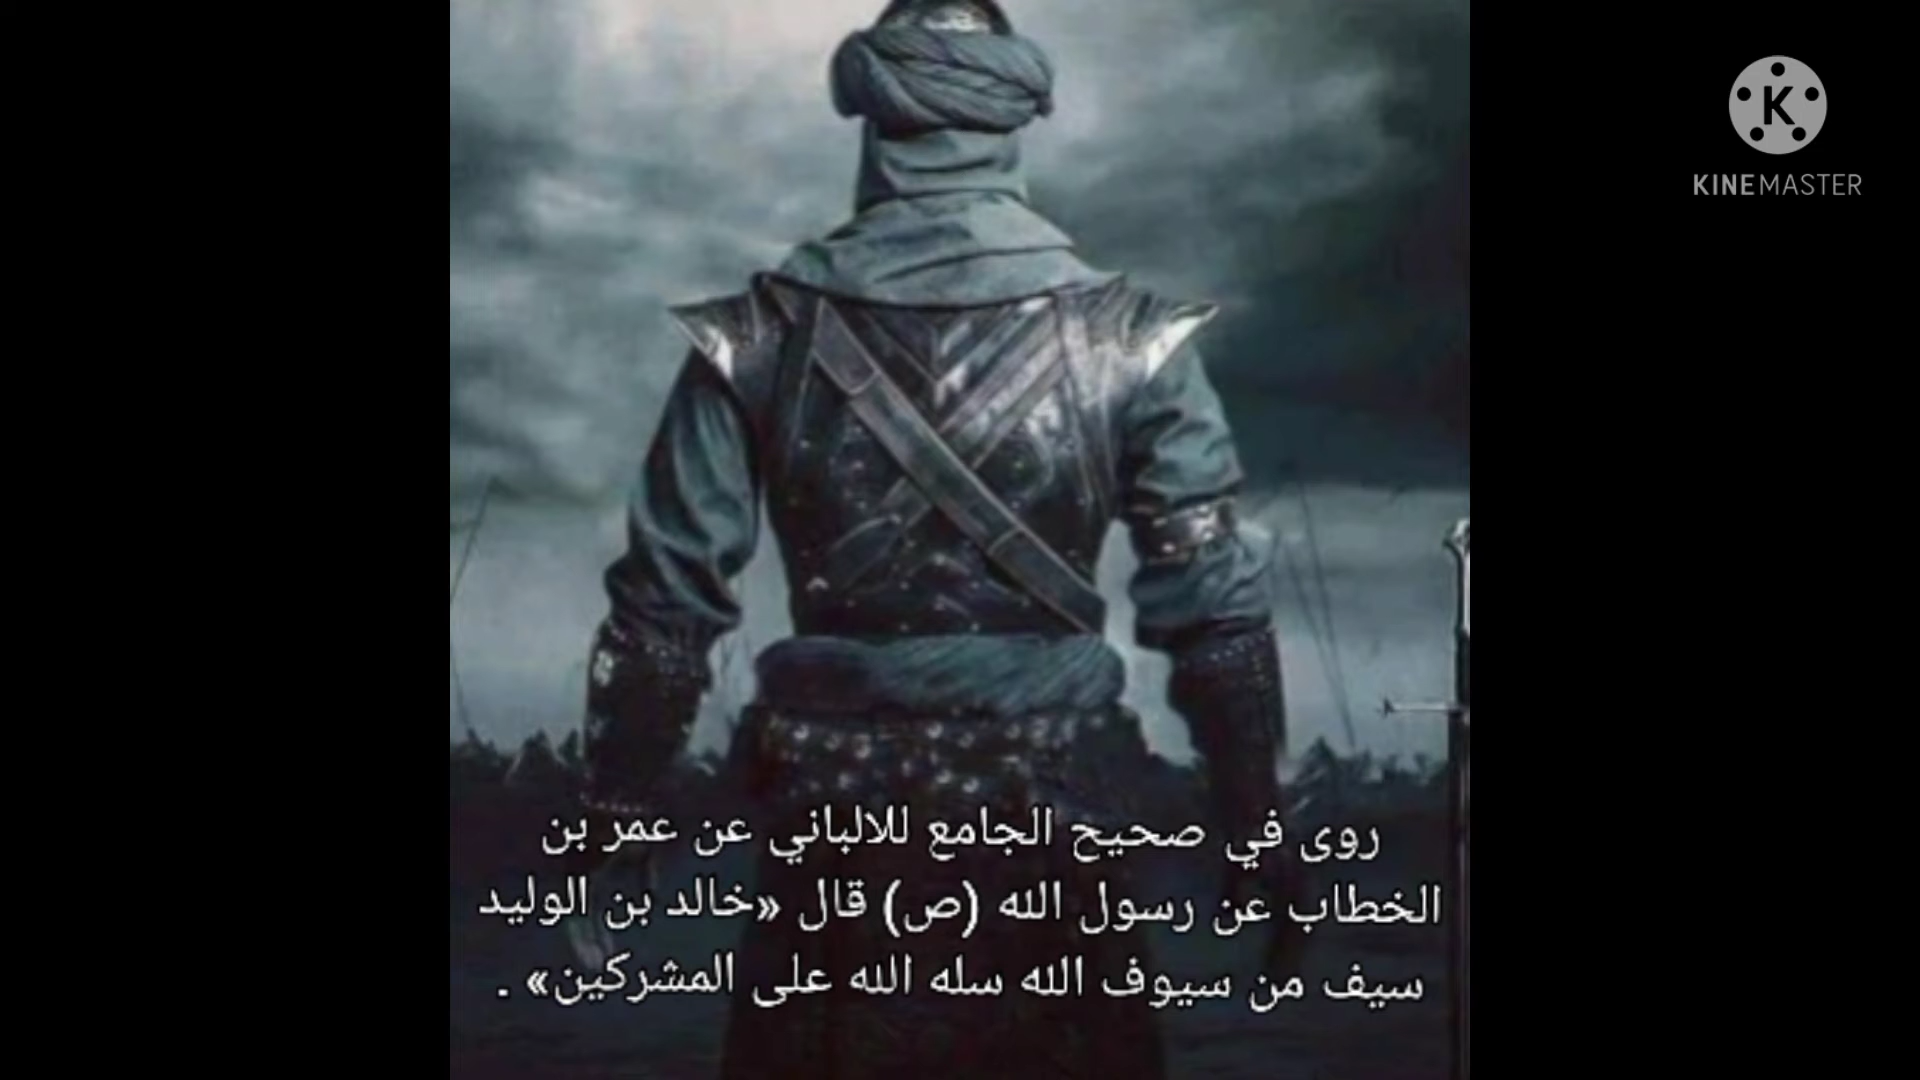 KINEMASTER
روى في صحيح الجامع للالباني عن عمر بن
الخطاب عن رسول الله (ص) قال «خالد بن الوليد
سيف من سيوف الله سله الله على المشركين» .